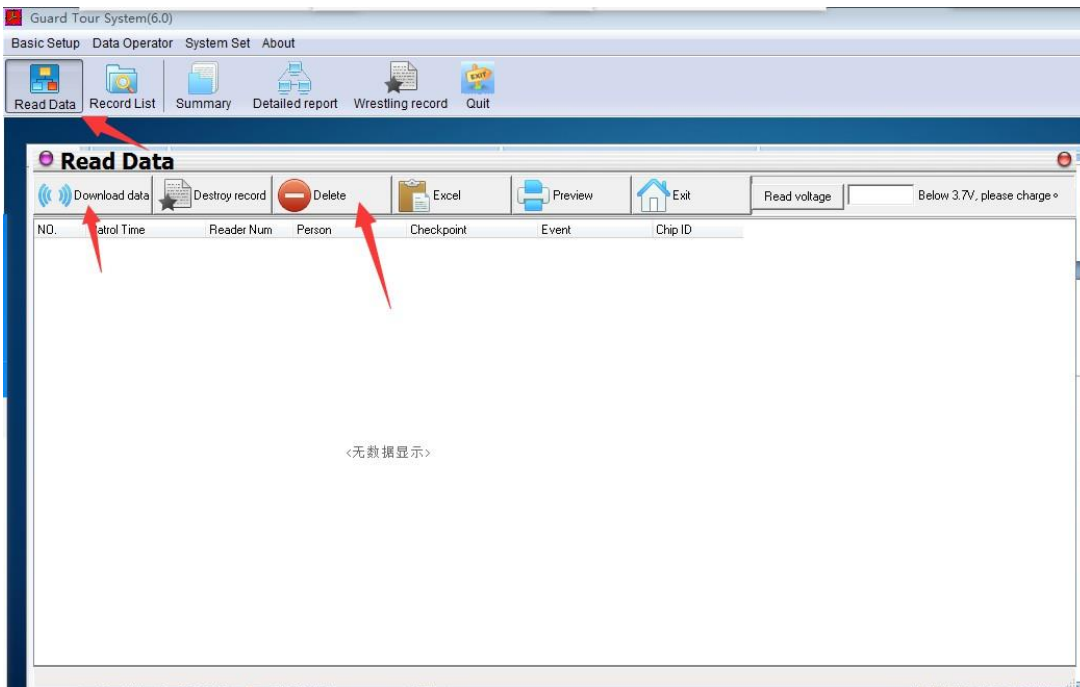 Guard Tour System(6.0)
Basic Setup Data Operator System Set About
Read Data Record List Summary Detailed report Wrestling record Quit
Read Data
Download data Destroy record Delete Excel Preview Exit Read voltage Below 3.7V, please charge。
NO. Patrol Time Reader Num Person Checkpoint Event Chip ID
<无数据显示>